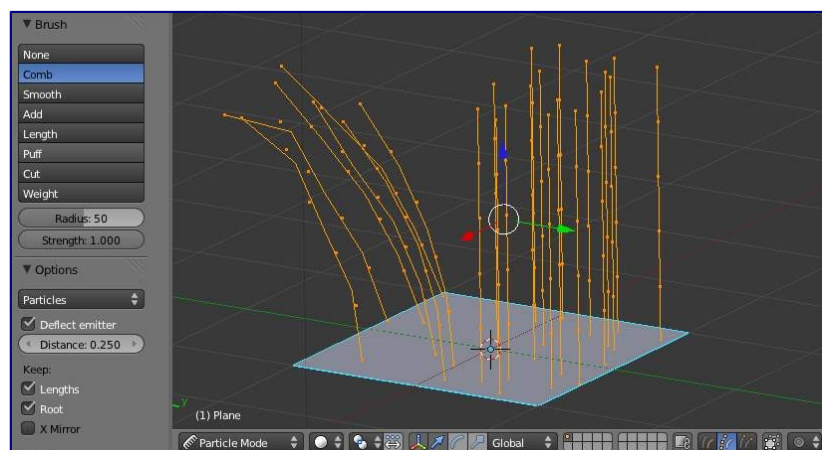 Brush
None
Comb
Smooth
Add
Length
Puff
Cut
Weight
Radius: 50
Strength: 1.000
Options
Particles
Deflect emitter
Distance: 0.250
Keep:
Lengths
Root
X Mirror
y
(1) Plane
Particle Mode
Global